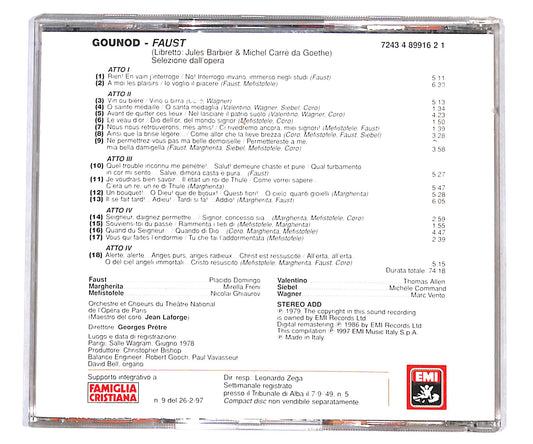 GOUNOD - FAUST 7243 4 89916 2 1
(Libretto: Jules Barbier & Michel Carré da Goethe)
Selezione dall'opera
ATTO I
(1) Rien! En vain j'interroge / No! Interrogo invano, immerso negli studi (Faust) 5:11
(2) A moi les plaisirs / Io voglio il piacere (Faust, Mefistofele)
ATTO II
(3) Vin ou bière / Vino o birra (Coro, Wagner) 5:13
(4) O sainte médaille / O santa medaglia (Valentino, Wagner, Siebel, Coro) 1:34
(5) Avant de quitter ces lieux / Nel lasciare il patrio suolo (Valentino, Wagner, Coro) 4:23
(6) Le veau d'or / Dio dell'or, del mondo signor (Mefistofele, Coro) 1:50
(7) Nous nous retrouverons, mes amis! / Ci rivedremo ancora, miei signori! (Mefistofele, Faust) 1:39
(8) Ainsi que la brise légère... / Come allor che la lieve brezza (Coro, Mefistofele, Faust, Siebel) 3:28
(9) Ne permettrez vous pas ma belle demoiselle / Permettereste a me,
ma bella damigella (Faust, Margherita, Siebel, Mefistofele, Coro) 3:58
ATTO III
(10) Quel trouble inconnu me pénètre! / Salut! demeure chaste et pure / Qual turbamento
in cor mi sento / Salve, dimora casta e pura (Faust) 5:27
(11) Je voudrais bien savoir / Il était un roi de Thule / Come vorrei sapere...
C'era un re, un re di Thule (Margherita) 5:47
(12) Un bouquet!... O Dieu! que de bijoux! / Questi fiori! / O cielo, quanti gioielli (Margherita) 5:28
(13) Il se fait tard! / Adieu! / Tardi si fa! / Addio! (Margherita, Faust) 6:05
ATTO IV
(14) Seigneur, daignez permettre... / Signor, concesso sia... (Margherita, Mefistofele, Coro) 2:59
(15) Souviens-toi du passé / Rammenta i lieti dì (Mefistofele, Margherita) 1:55
(16) Quand du Seigneur / Quando di Dio... (Coro, Margherita, Mefistofele) 4:47
(17) Vous qui faites l'endormie / Tu che fai l'addormentata (Mefistofele) 2:39
ATTO IV
(18) Alerte, alerte... Anges purs, anges radieux... Christ est ressuscité / All'erta, all'erta...
O del ciel angeli immortali... Cristo resuscitò (Mefistofele, Margherita, Faust, Coro) 5:15
Durata totale 74:18
Faust Placido Domingo
Margherita Mirella Freni
Mefistofele Nicolai Ghiaurov
Valentino Thomas Allen
Siebel Michèle Command
Wagner Marc Vento
Orchestre et Choeurs du Théâtre National
de l'Opéra de Paris
(Maestro del coro: Jean Laforge)
Direttore: Georges Prêtre
Luogo e data di registrazione:
Parigi, Salle Wagram, Giugno 1978
Produttore: Christopher Bishop
Balance Engineer: Robert Gosch, Paul Vavasseur
David Bell, organo
STEREO ADD
℗ 1979 The copyright in this sound recording
is owned by EMI Records Ltd
Digital remastering ℗ 1986 by EMI Records Ltd
This compilation ℗ 1997 EMI Music Italy S.p.A.
℗ Made in Italy
Supporto integrativo a
FAMIGLIA
CRISTIANA
n. 9 del 26-2-97
Dir. resp. Leonardo Zega
Settimanale registrato
presso il Tribunale di Alba il 7.9.49, n. 5
Compact disc non vendibile separatamente
EMI